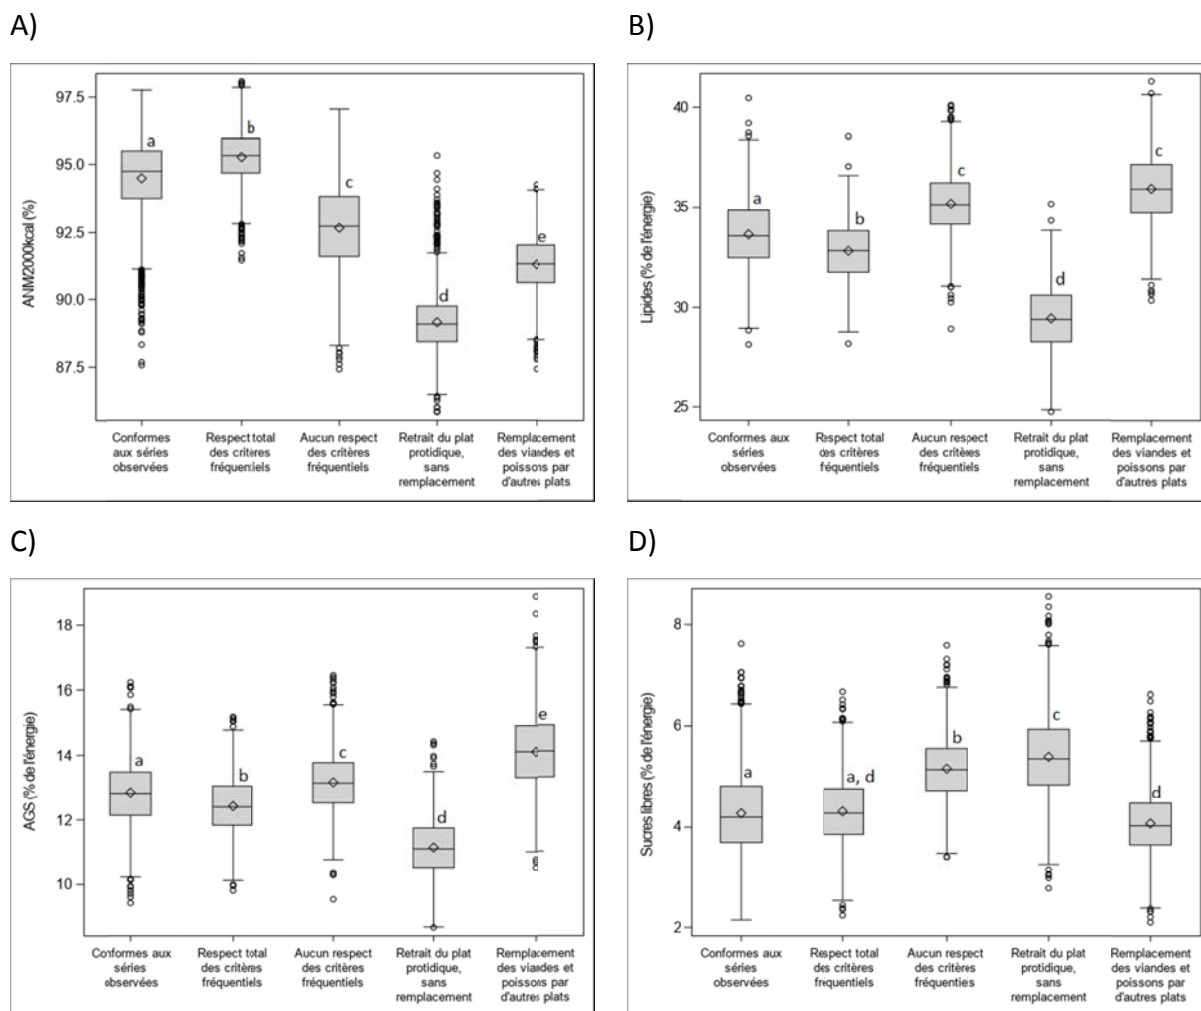 A)
B)
ANM/2000kcal (%)
97.5
95.0
92.5
90.0
87.5
a
b
c
d
e
Conformes
aux séries
observées
Respect total
des critères
fréquentiels
Aucun respect
des critères
fréquentiels
Retrait du plat
protidique,
sans
remplacement
Remplacement
des viandes et
poissons par
d'autres plats
Lipides (% de l'énergie)
40
35
30
25
a
b
c
d
c
Conformes
aux séries
observées
Respect total
des critères
fréquentiels
Aucun respect
des critères
fréquentiels
Retrait du plat
protidique,
sans
remplacement
Remplacement
des viandes et
poissons par
d'autres plats
C)
D)
AGS (% de l'énergie)
18
16
14
12
10
a
b
c
d
e
Conformes aux
séries
observées
Respect total
des critères
fréquentiels
Aucun respect
des critères
fréquentiels
Retrait du plat
protidique,
sans
remplacement
Remplacement
des viandes et
poissons par
d'autres plats
Sucres libres (% de l'énergie)
8
6
4
2
a
a, d
b
c
d
Conformes aux
séries
observées
Respect total
des critères
fréquentiels
Aucun respect
des critères
fréquenties
Retrait du plat
protidique,
sans
remplacement
Remplacement
des viandes et
poissons par
d'autres plats